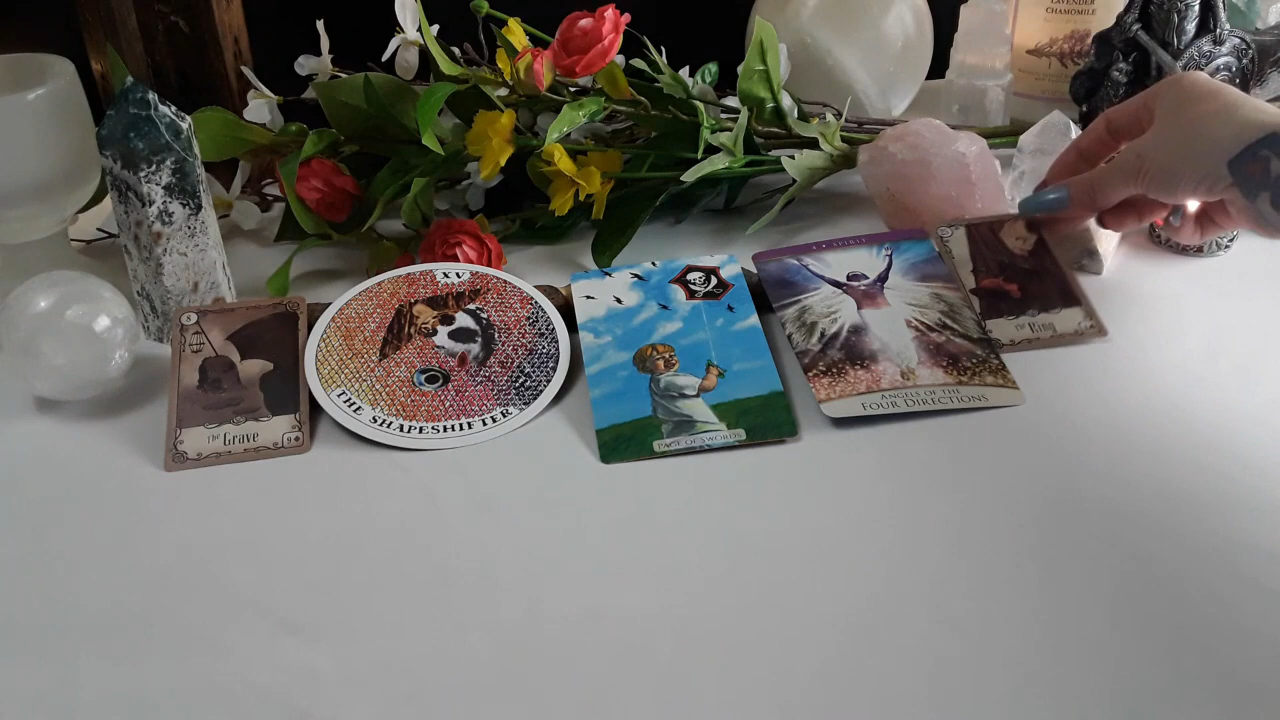 LAVENDER
CHAMOMILE
XV
THE SHAPESHIFTER
The Grave
9
PAGE OF SWORDS
4 • SPIRIT
ANGELS OF THE
FOUR DIRECTIONS
The Ring